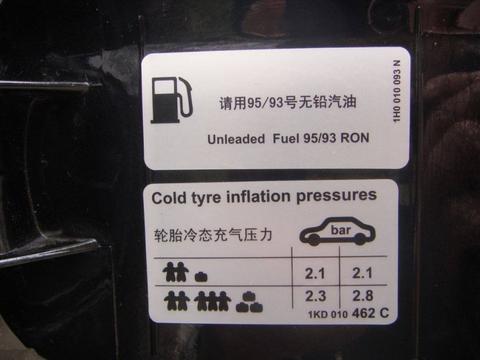 请用95/93号无铅汽油
Unleaded Fuel 95/93 RON
1H0 010 093 N
Cold tyre inflation pressures
轮胎冷态充气压力
bar
2.1 2.1
2.3 2.8
1KD 010 462 C